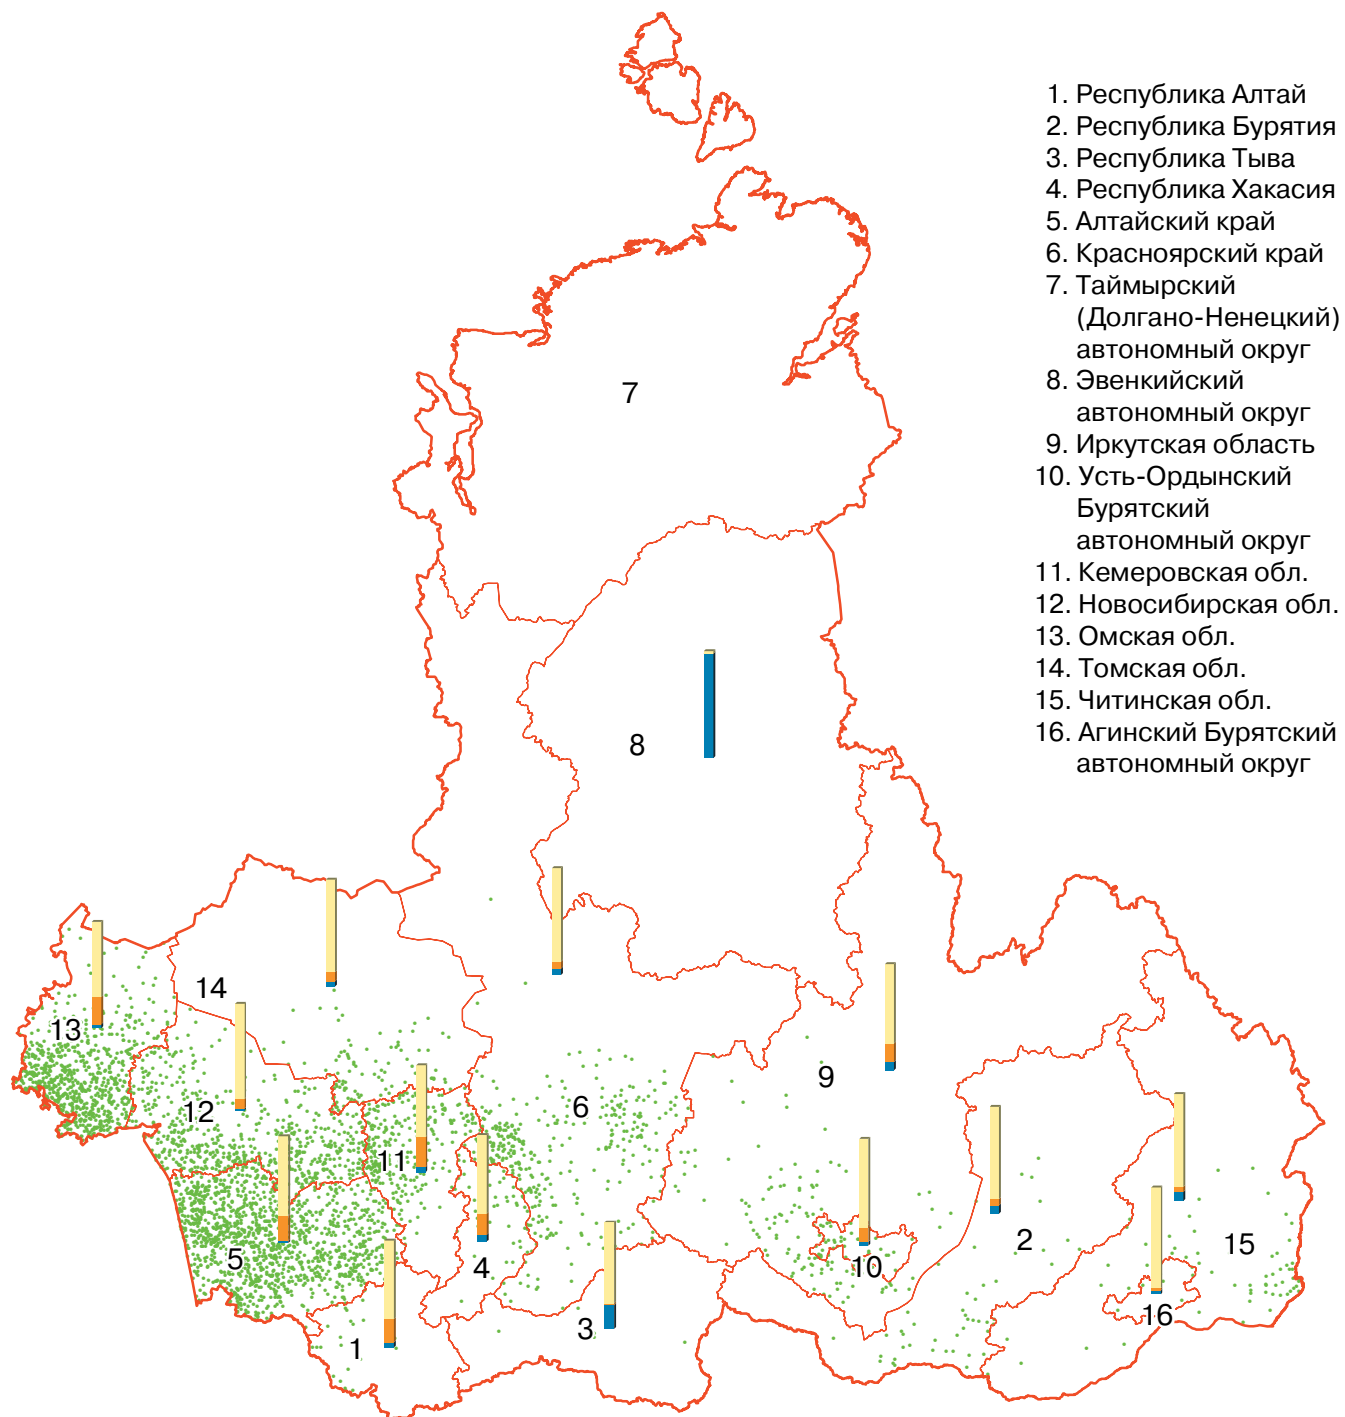 1. Республика Алтай
2. Республика Бурятия
3. Республика Тыва
4. Республика Хакасия
5. Алтайский край
6. Красноярский край
7. Таймырский
(Долгано-Ненецкий)
автономный округ
8. Эвенкийский
автономный округ
9. Иркутская область
10. Усть-Ордынский
Бурятский
автономный округ
11. Кемеровская обл.
12. Новосибирская обл.
13. Омская обл.
14. Томская обл.
15. Читинская обл.
16. Агинский Бурятский
автономный округ
7
8
14
13
9
12
6
11
5
4
10
2
15
1
3
16